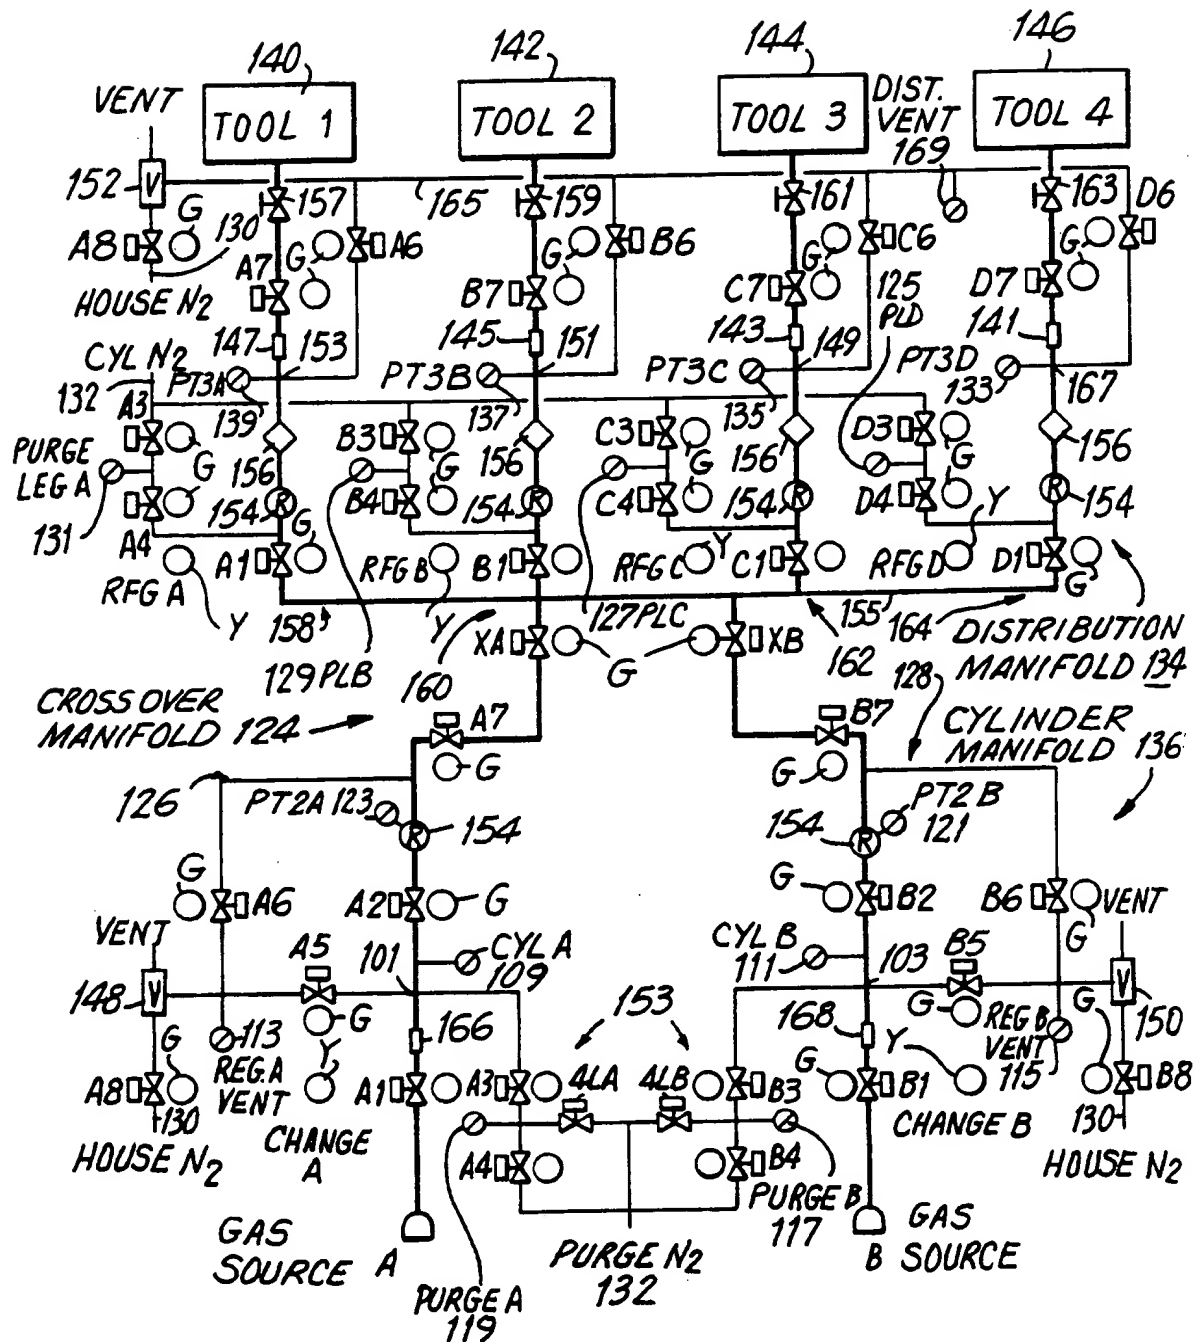 140
142
144
146
VENT
TOOL 1
TOOL 2
TOOL 3
DIST.
VENT
169
TOOL 4
152
V
157
165
159
161
163
D6
G
130
A8
A7
G
A6
G
B6
G
C6
G
HOUSE N2
B7
C7
125
PLD
D7
147
153
145
151
143
149
141
CYL N2
132
PT3A
PT3B
PT3C
PT3D
133
167
A3
139
137
135
PURGE
LEG A
G
156
B3
G
156
C3
G
156
D3
G
156
131
A4
154
R
B4
154
R
C4
154
R
D4
Y
R
154
G
RFG A
A1
RFG B
B1
RFG C
Y
C1
RFG D
D1
G
Y
158
Y
127 PLC
155
164
DISTRIBUTION
MANIFOLD 134
129 PLB
160
XA
G
XB
162
128
CROSS OVER
MANIFOLD 124
A7
B7
CYLINDER
MANIFOLD 136
G
G
126
PT2A 123
R
154
154
R
PT2B
121
G
A6
A2
G
G
B2
B6
VENT
G
VENT
A5
CYL A
109
CYL B
111
B5
101
103
148
V
G
153
G
G
V
150
113
166
168
REG B
VENT
G
REG. A
VENT
Y
4LA
4LB
Y
115
A8
130
A1
A3
B3
G
B1
B8
130
HOUSE N2
CHANGE
A
A4
B4
CHANGE B
HOUSE N2
PURGE B
117
GAS
SOURCE A
PURGE N2
132
B
GAS
SOURCE
PURGE A
119